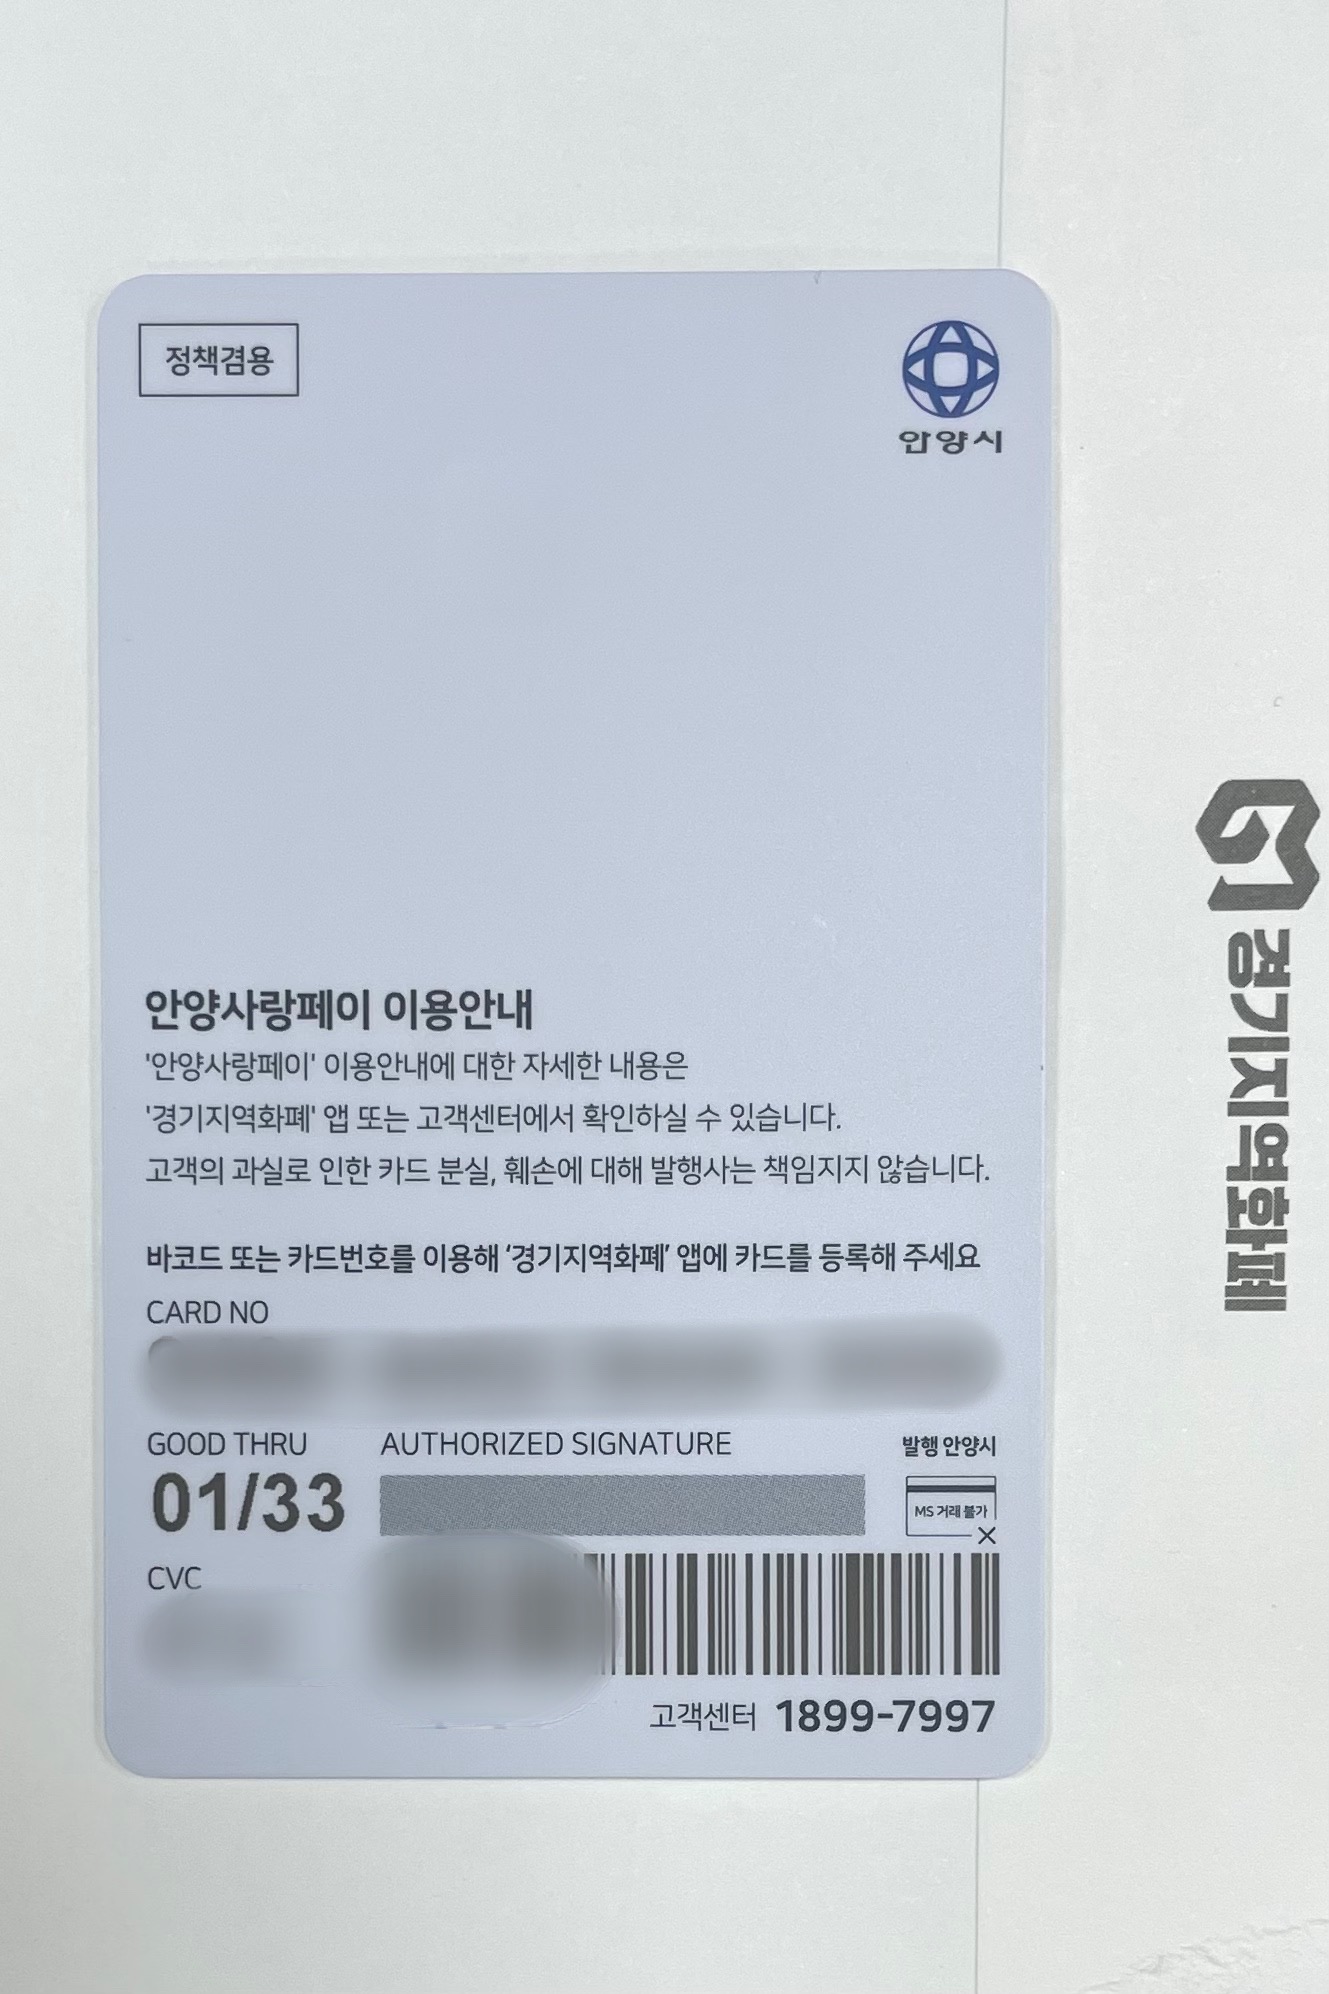 정책겸용
안양시
안양사랑페이 이용안내
'안양사랑페이' 이용안내에 대한 자세한 내용은
'경기지역화폐' 앱 또는 고객센터에서 확인하실 수 있습니다.
고객의 과실로 인한 카드 분실, 훼손에 대해 발행사는 책임지지 않습니다.
바코드 또는 카드번호를 이용해 ‘경기지역화폐’ 앱에 카드를 등록해 주세요
CARD NO
GOOD THRU
01/33
AUTHORIZED SIGNATURE
발행 안양시
MS 거래 불가
CVC
고객센터 1899-7997
경기지역화폐